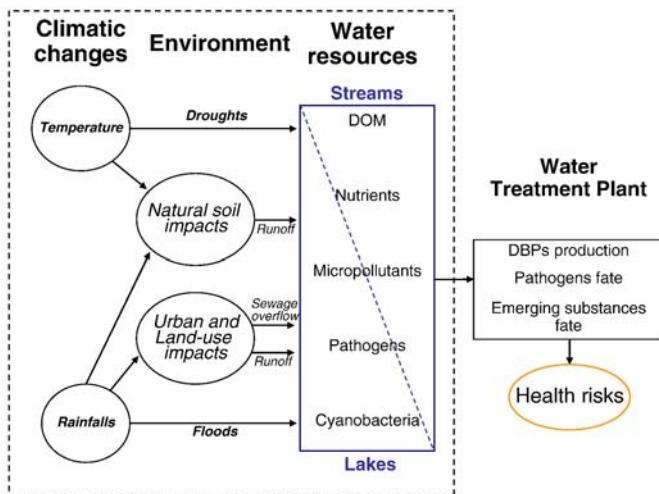 Climatic
changes
Environment
Water
resources
Streams
Temperature
Droughts
DOM
Natural soil
impacts
Runoff
Nutrients
Micropollutants
Urban and
Land-use
impacts
Sewage
overflow
Runoff
Pathogens
Rainfalls
Floods
Cyanobacteria
Lakes
Water
Treatment Plant
DBPs production
Pathogens fate
Emerging substances
fate
Health risks